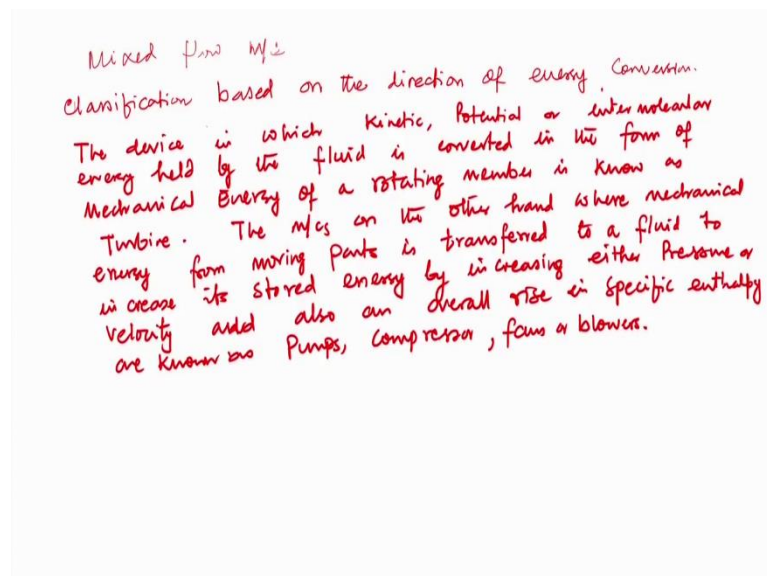 Mixed flow m/c
Classification based on the direction of energy Conversion.
The device in which Kinetic, Potential or intermolecular
energy held by the fluid is converted in the form of
Mechanical Energy of a rotating member is Know as
Turbine. The m/cs on the other hand where mechanical
energy form moving parts is transferred to a fluid to
increase its stored energy by increasing either Pressure or
velouty and also an overall rise in specific enthalpy
are known as Pumps, Compressor, fans or blowers.